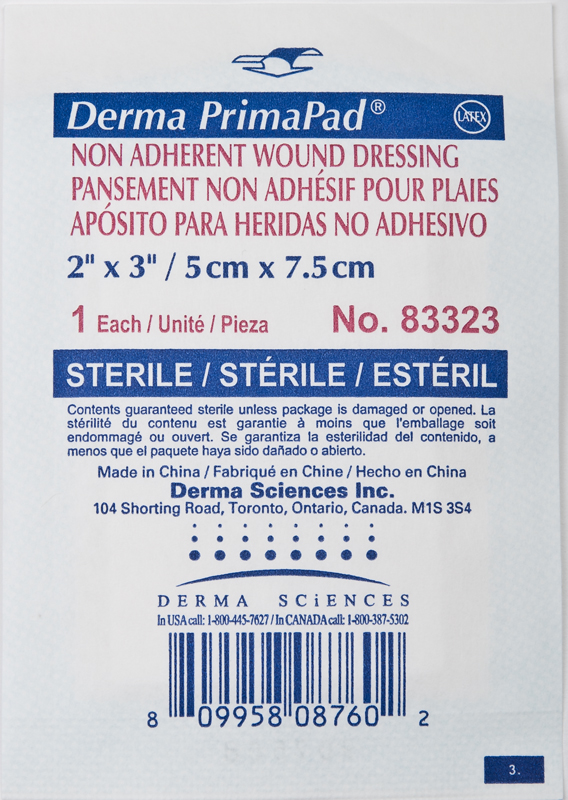 Derma PrimaPad®
LATEX
NON ADHERENT WOUND DRESSING
PANSEMENT NON ADHÉSIF POUR PLAIES
APÓSITO PARA HERIDAS NO ADHESIVO
2" x 3" / 5 cm x 7.5 cm
1 Each / Unité / Pieza No. 83323
STERILE / STÉRILE / ESTÉRIL
Contents guaranteed sterile unless package is damaged or opened. La
stérilité du contenu est garantie à moins que l'emballage soit
endommagé ou ouvert. Se garantiza la esterilidad del contenido, a
menos que el paquete haya sido dañado o abierto.
Made in China / Fabriqué en Chine / Hecho en China
Derma Sciences Inc.
104 Shorting Road, Toronto, Ontario, Canada. M1S 3S4
DERMA SCiENCES
In USA call: 1-800-445-7627 / In CANADA call: 1-800-387-5302
8 09958 08760 2
3.